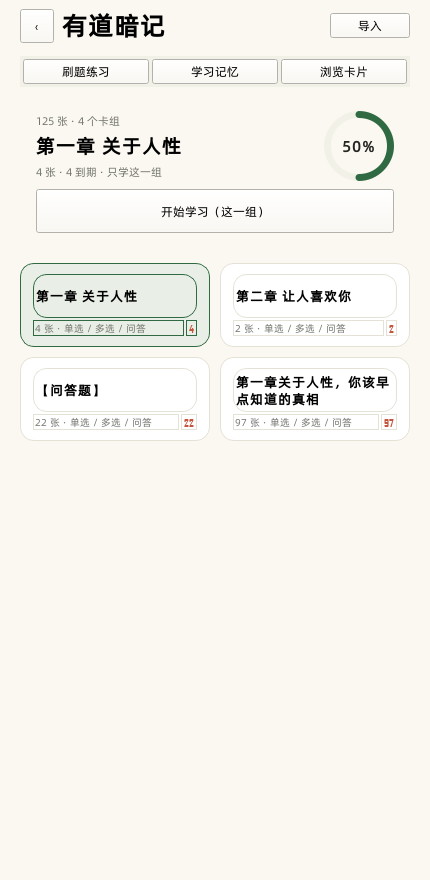 ‹
有道暗记
导入
刷题练习
学习记忆
浏览卡片
125 张 · 4 个卡组
第一章 关于人性
4 张 · 4 到期 · 只学这一组
50%
开始学习（这一组）
第一章 关于人性
4 张 · 单选 / 多选 / 问答
4
第二章 让人喜欢你
2 张 · 单选 / 多选 / 问答
2
【问答题】
22 张 · 单选 / 多选 / 问答
22
第一章关于人性，你该早
点知道的真相
97 张 · 单选 / 多选 / 问答
97